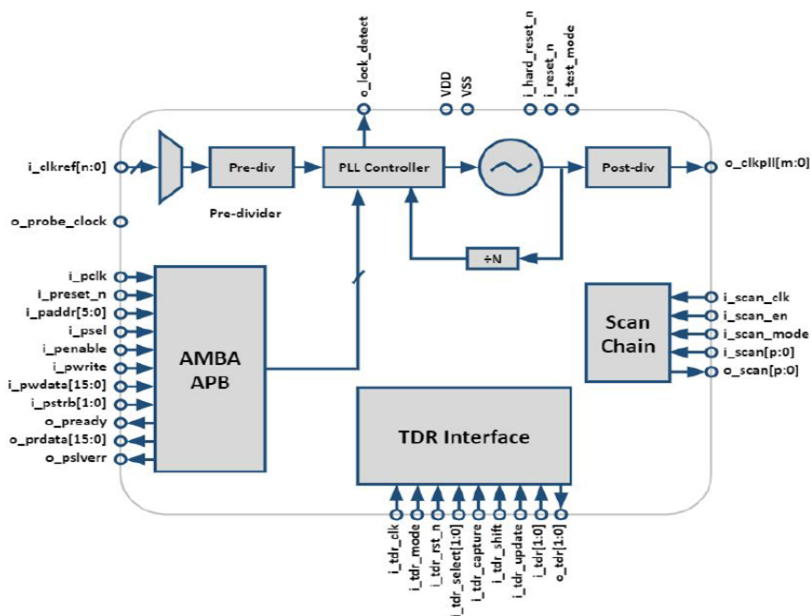 o_lock_detect
VDD
VSS
i_hard_reset_n
i_reset_n
i_test_mode
i_clkref[n:0]
Pre-div
PLL Controller
Post-div
o_clkpll[m:0]
Pre-divider
o_probe_clock
÷N
i_pclk
i_preset_n
i_paddr[5:0]
i_psel
i_penable
i_pwrite
i_pwdata[15:0]
i_pstrb[1:0]
o_pready
o_prdata[15:0]
o_pslverr
AMBA
APB
Scan
Chain
i_scan_clk
i_scan_en
i_scan_mode
i_scan[p:0]
o_scan[p:0]
TDR Interface
i_tdr_clk
i_tdr_mode
i_tdr_rst_n
i_tdr_select[1:0]
i_tdr_capture
i_tdr_shift
i_tdr_update
i_tdr[1:0]
o_tdr[1:0]